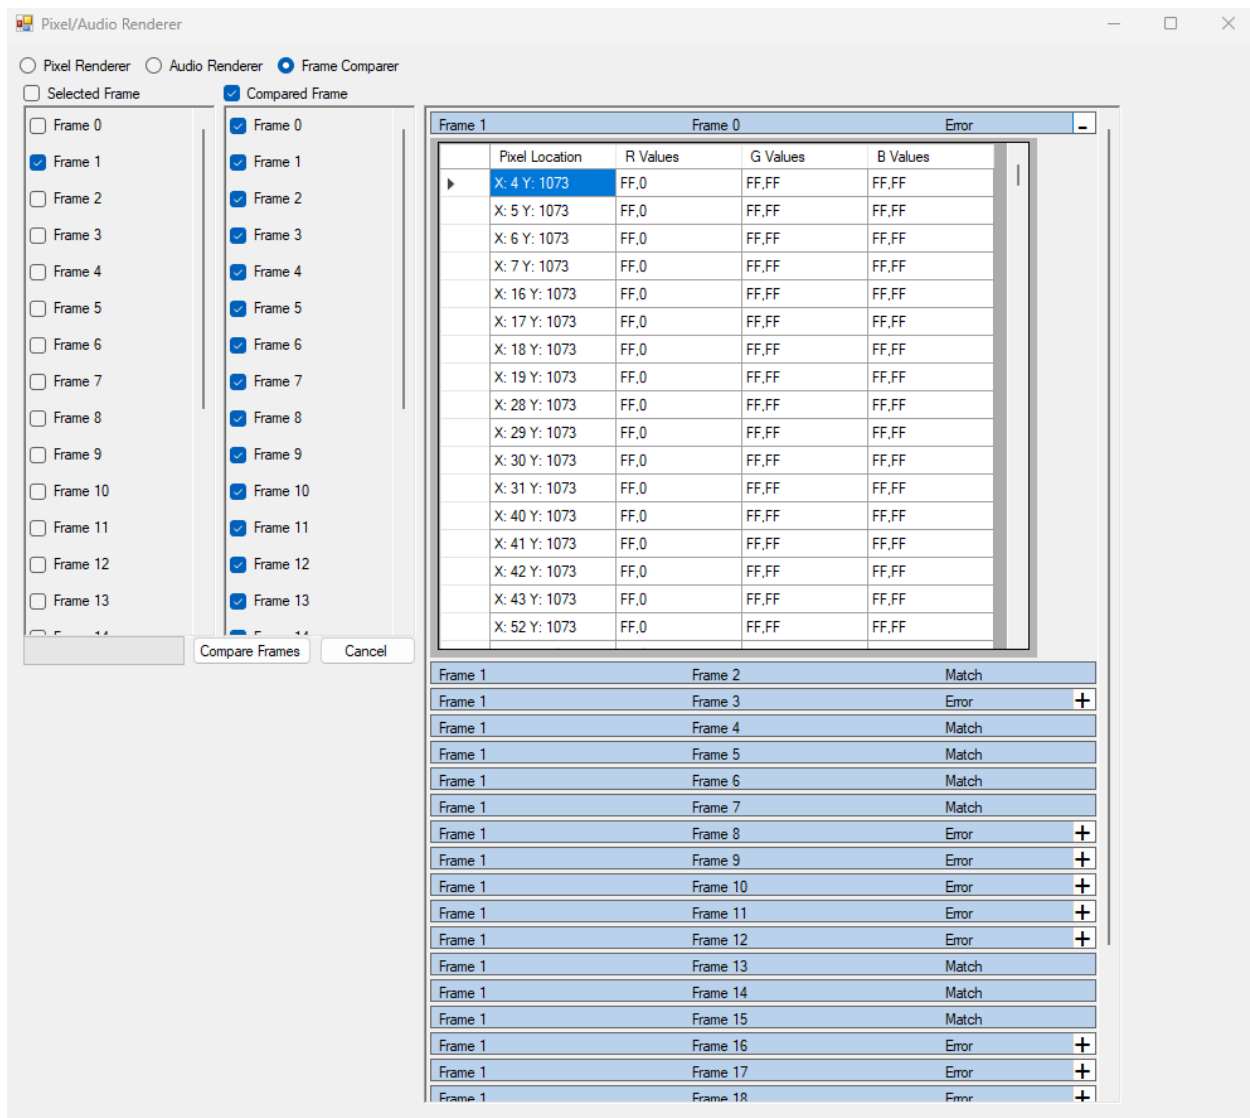 Pixel/Audio Renderer
Pixel Renderer Audio Renderer Frame Comparer
Selected Frame Compared Frame
Frame 0 Frame 0
Frame 1 Frame 1
Frame 2 Frame 2
Frame 3 Frame 3
Frame 4 Frame 4
Frame 5 Frame 5
Frame 6 Frame 6
Frame 7 Frame 7
Frame 8 Frame 8
Frame 9 Frame 9
Frame 10 Frame 10
Frame 11 Frame 11
Frame 12 Frame 12
Frame 13 Frame 13
Compare Frames Cancel
Frame 1 Frame 0 Error -
Pixel Location R Values G Values B Values
X: 4 Y: 1073 FF,0 FF,FF FF,FF
X: 5 Y: 1073 FF,0 FF,FF FF,FF
X: 6 Y: 1073 FF,0 FF,FF FF,FF
X: 7 Y: 1073 FF,0 FF,FF FF,FF
X: 16 Y: 1073 FF,0 FF,FF FF,FF
X: 17 Y: 1073 FF,0 FF,FF FF,FF
X: 18 Y: 1073 FF,0 FF,FF FF,FF
X: 19 Y: 1073 FF,0 FF,FF FF,FF
X: 28 Y: 1073 FF,0 FF,FF FF,FF
X: 29 Y: 1073 FF,0 FF,FF FF,FF
X: 30 Y: 1073 FF,0 FF,FF FF,FF
X: 31 Y: 1073 FF,0 FF,FF FF,FF
X: 40 Y: 1073 FF,0 FF,FF FF,FF
X: 41 Y: 1073 FF,0 FF,FF FF,FF
X: 42 Y: 1073 FF,0 FF,FF FF,FF
X: 43 Y: 1073 FF,0 FF,FF FF,FF
X: 52 Y: 1073 FF,0 FF,FF FF,FF
Frame 1 Frame 2 Match
Frame 1 Frame 3 Error +
Frame 1 Frame 4 Match
Frame 1 Frame 5 Match
Frame 1 Frame 6 Match
Frame 1 Frame 7 Match
Frame 1 Frame 8 Error +
Frame 1 Frame 9 Error +
Frame 1 Frame 10 Error +
Frame 1 Frame 11 Error +
Frame 1 Frame 12 Error +
Frame 1 Frame 13 Match
Frame 1 Frame 14 Match
Frame 1 Frame 15 Match
Frame 1 Frame 16 Error +
Frame 1 Frame 17 Error +
Frame 1 Frame 18 Error +